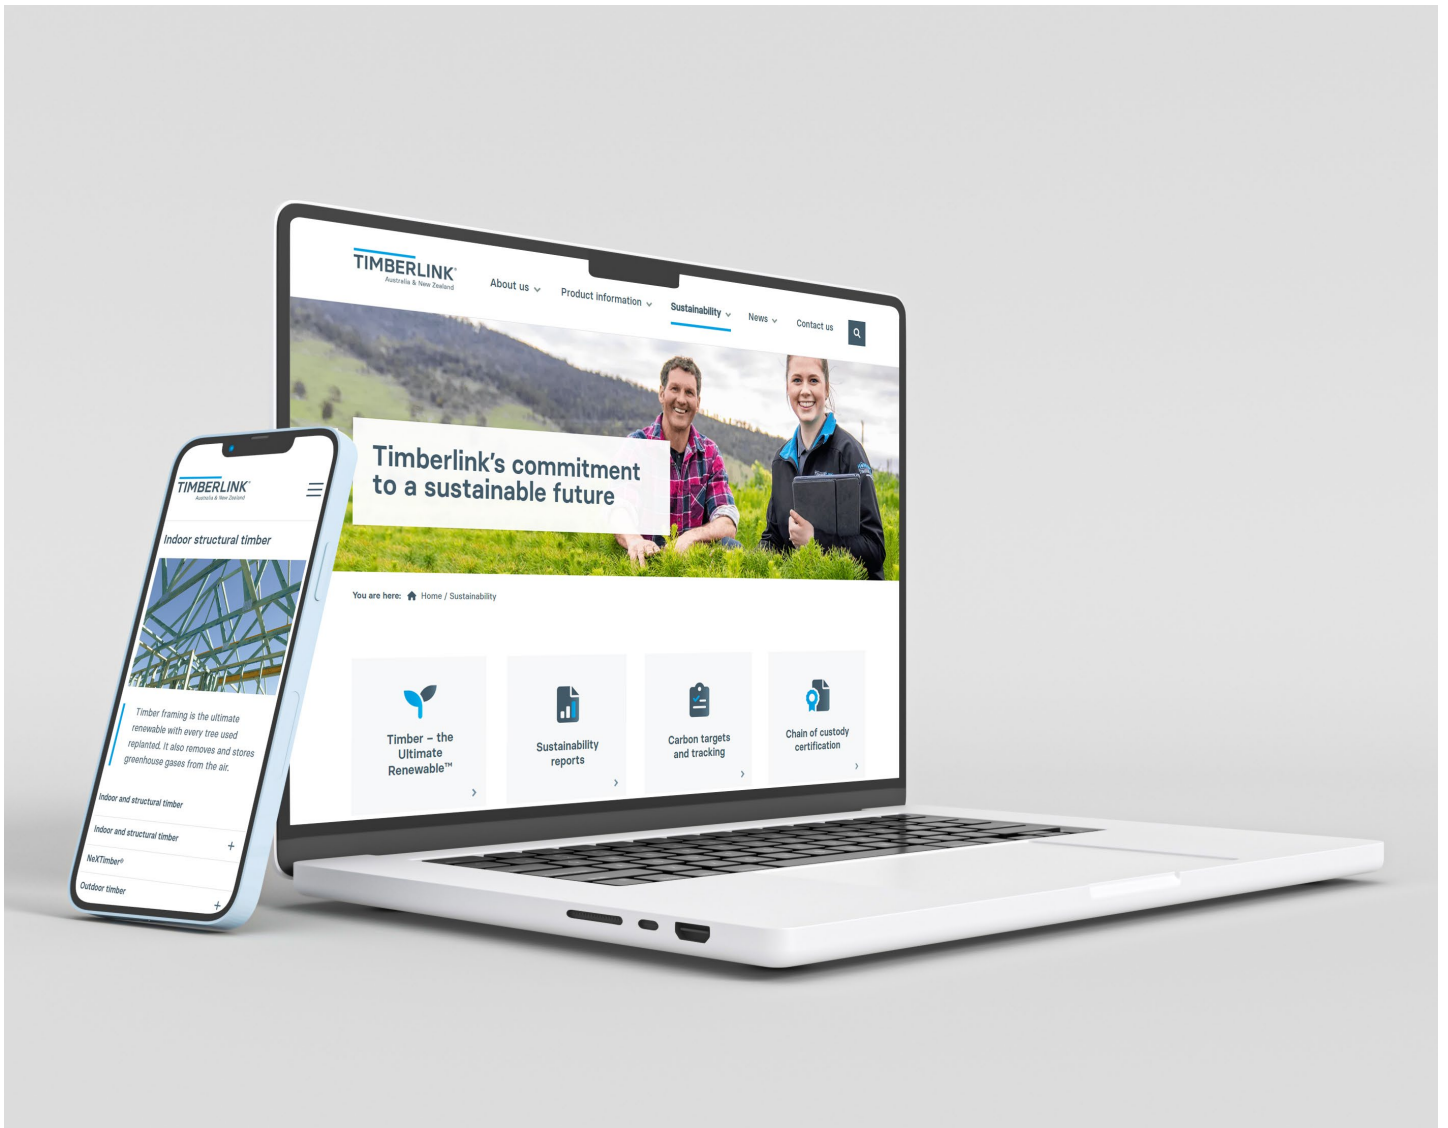 TIMBERLINK®
Australia & New Zealand
About us
Product information
Sustainability
News
Contact us
Timberlink's commitment
to a sustainable future
You are here: Home / Sustainability
Timber – the
Ultimate
Renewable™
Sustainability
reports
Carbon targets
and tracking
Chain of custody
certification
TIMBERLINK®
Australia & New Zealand
Indoor structural timber
Timber framing is the ultimate
renewable with every tree used
replanted. It also removes and stores
greenhouse gases from the air.
Indoor and structural timber
Indoor and structural timber
NeXTimber®
Outdoor timber